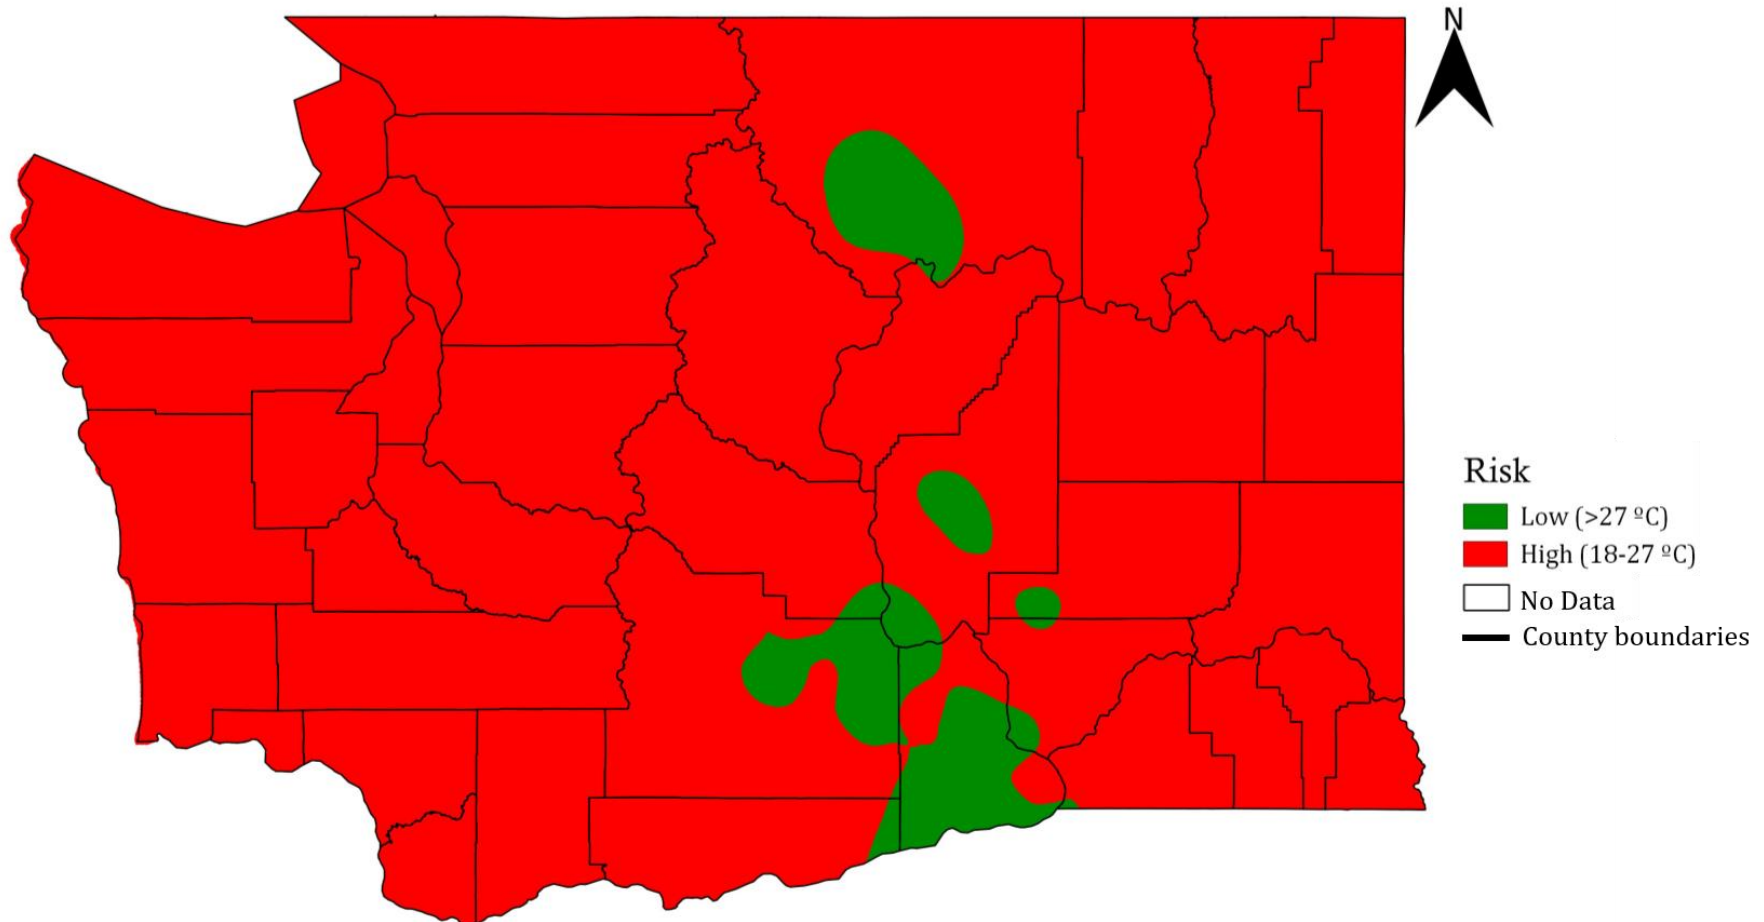 N
Risk
Low (>27 ºC)
High (18-27 ºC)
No Data
County boundaries